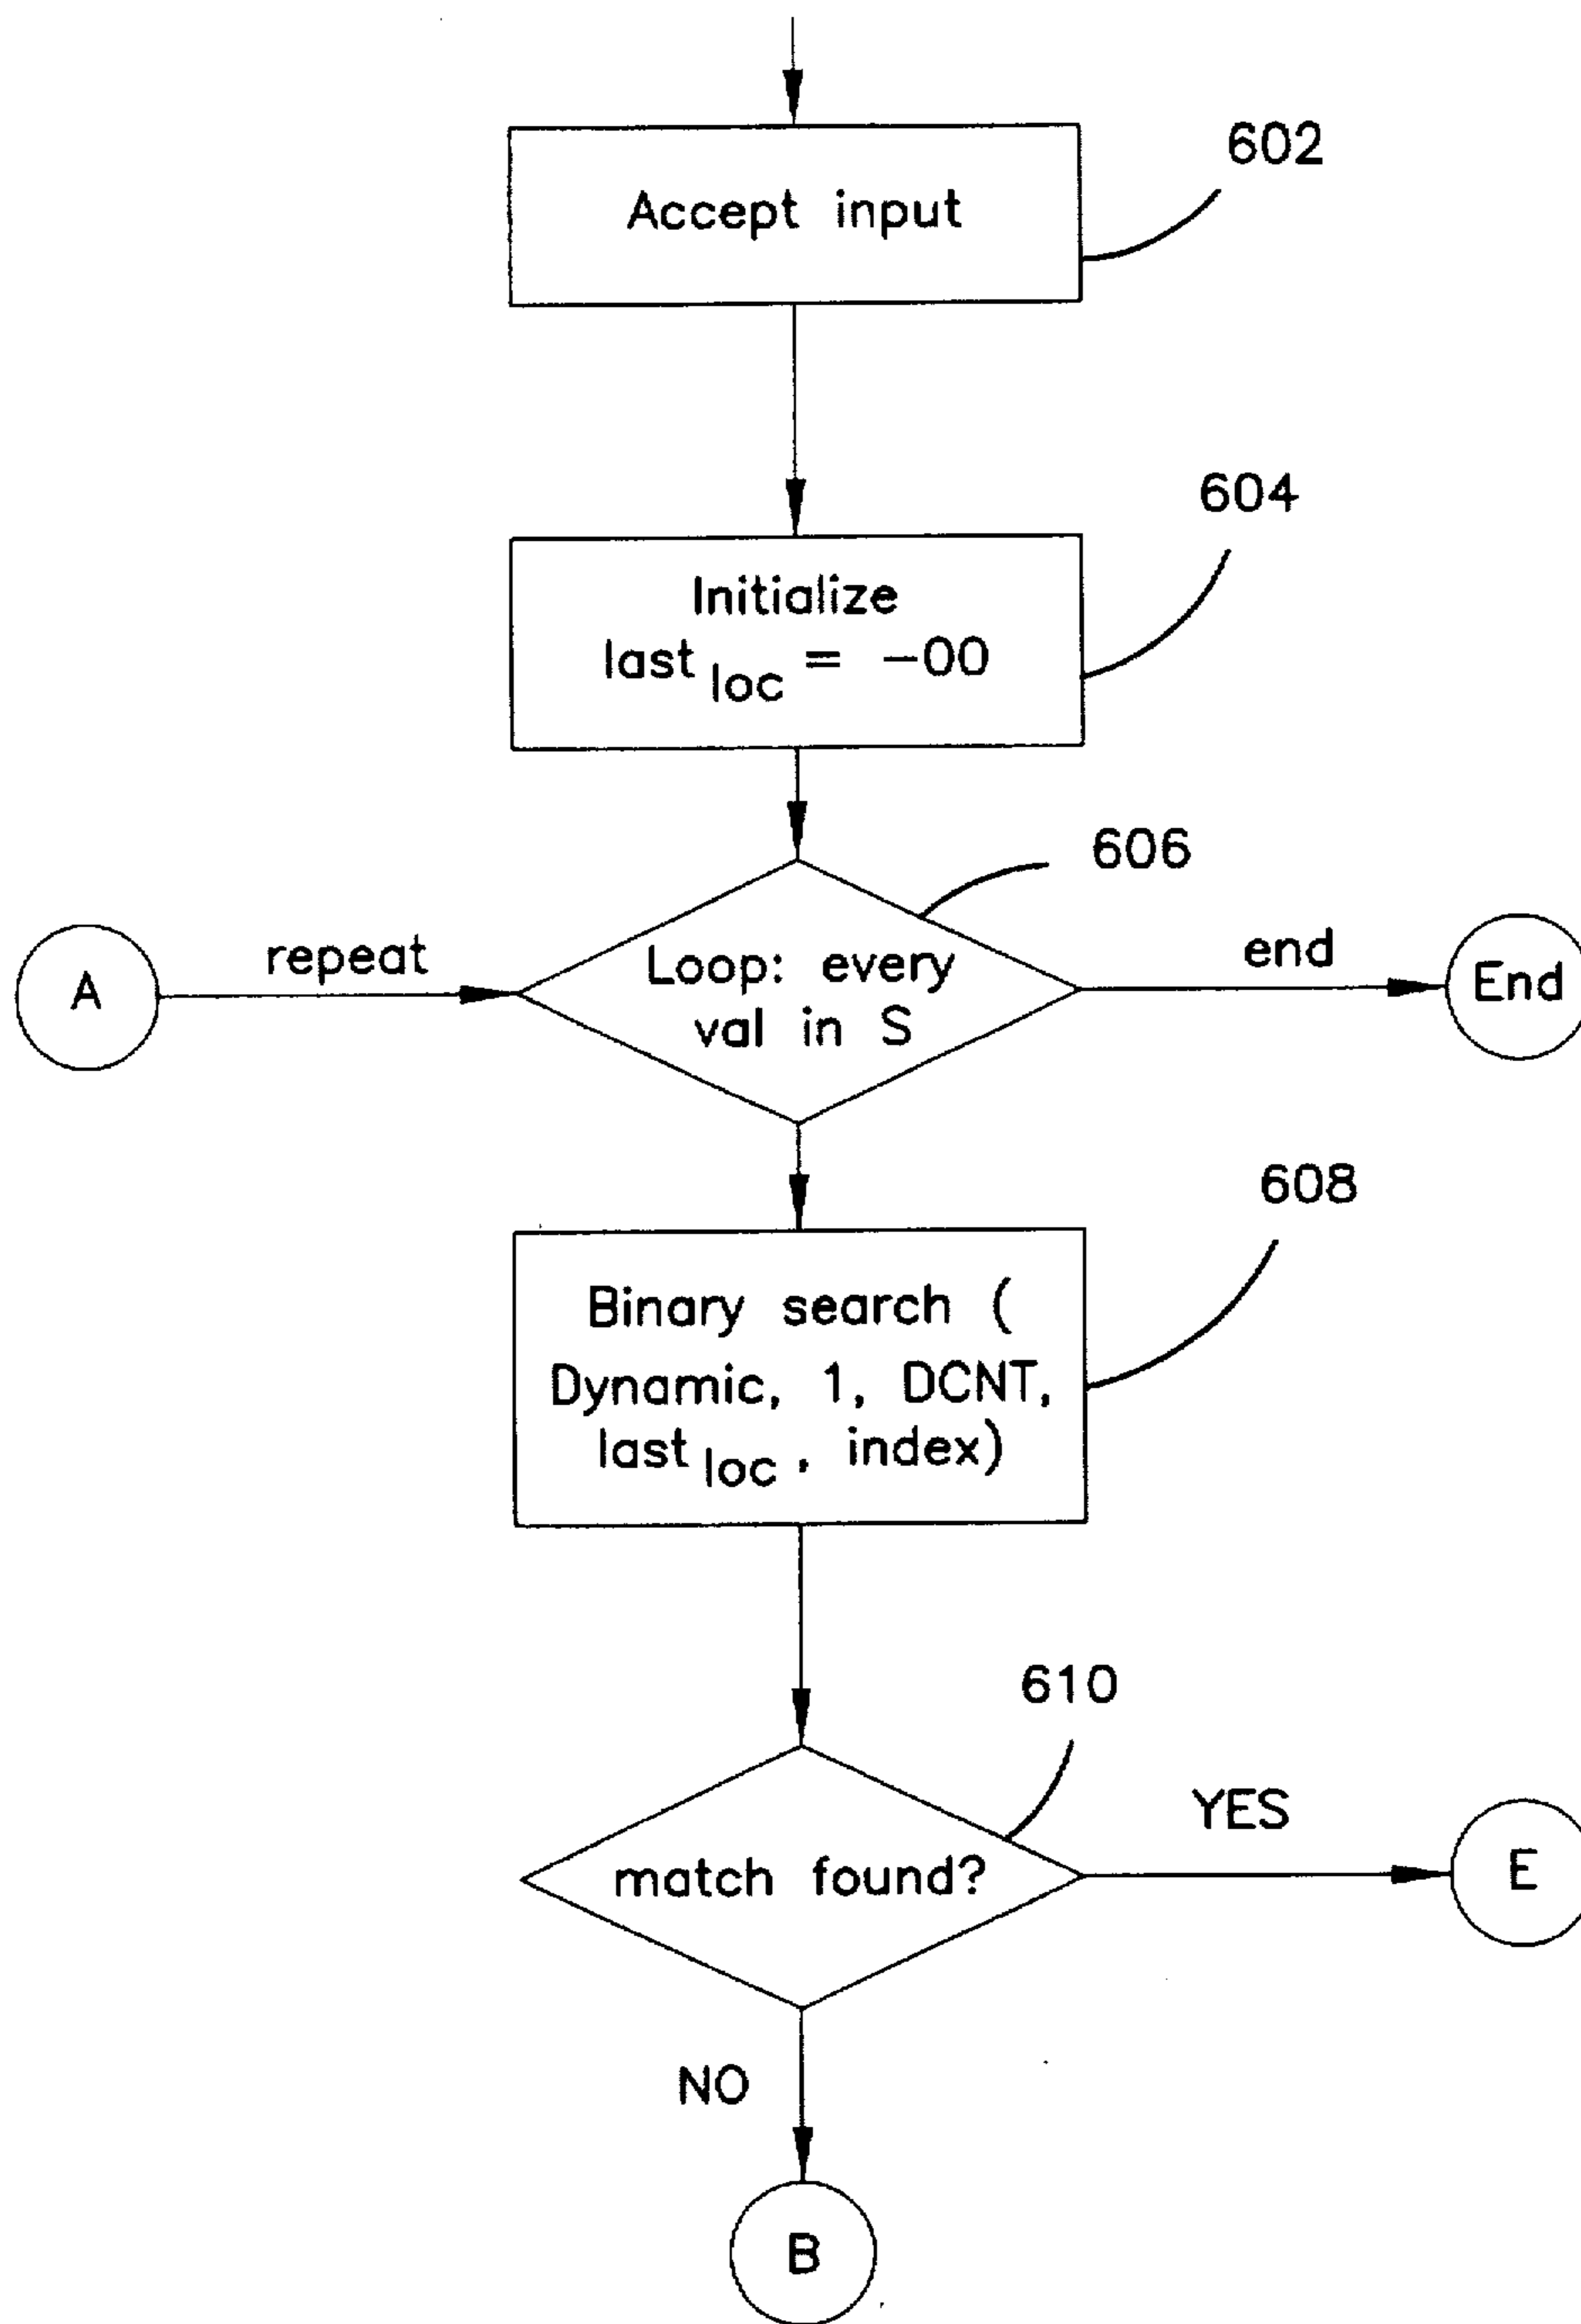 602
Accept input
604
Initialize
last loc = -00
606
A
repeat
Loop: every
val in S
end
End
608
Binary search (
Dynamic, 1, DCNT,
last loc , index)
610
match found?
YES
E
NO
B